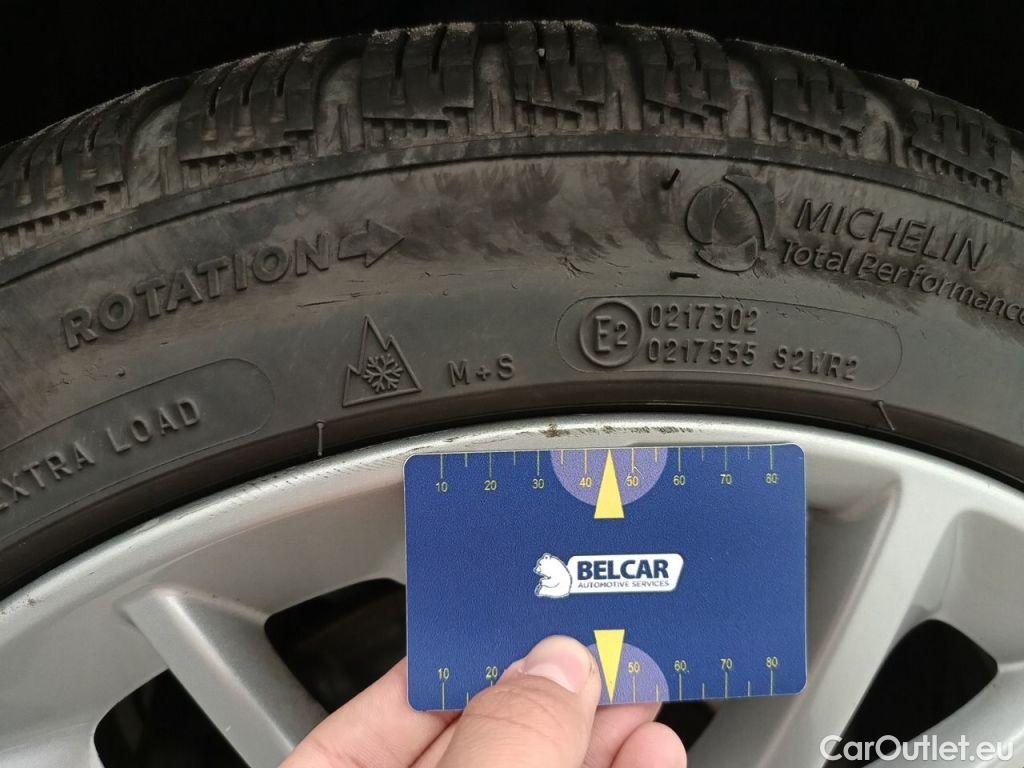 ROTATION
MICHELIN
Total Performance
E2
0217302
0217535 S2WR2
M+S
EXTRA LOAD
10 20 30 40 50 60 70 80
BELCAR
AUTOMOTIVE SERVICES
10 20 50 60 70 80
CarOutlet.eu